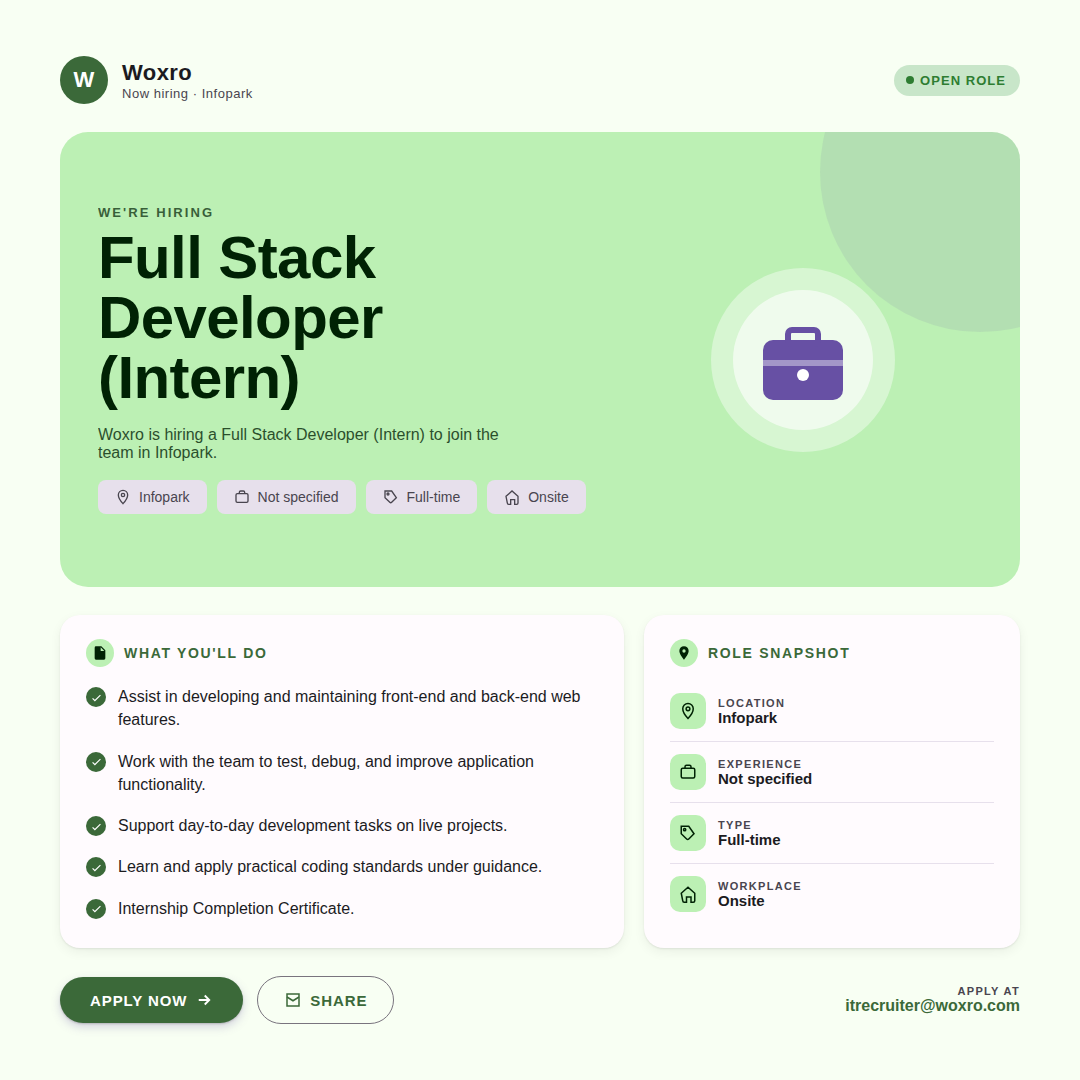 W
Woxro
Now hiring · Infopark
OPEN ROLE
WE'RE HIRING
Full Stack
Developer
(Intern)
Woxro is hiring a Full Stack Developer (Intern) to join the
team in Infopark.
Infopark
Not specified
Full-time
Onsite
WHAT YOU'LL DO
Assist in developing and maintaining front-end and back-end web
features.
Work with the team to test, debug, and improve application
functionality.
Support day-to-day development tasks on live projects.
Learn and apply practical coding standards under guidance.
Internship Completion Certificate.
ROLE SNAPSHOT
LOCATION
Infopark
EXPERIENCE
Not specified
TYPE
Full-time
WORKPLACE
Onsite
APPLY NOW
SHARE
APPLY AT
itrecruiter@woxro.com